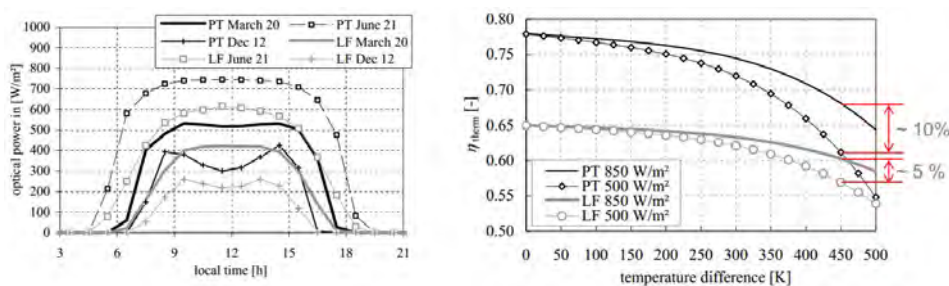 PT March 20
PT June 21
PT Dec 12
LF March 20
LF June 21
LF Dec 12
optical power in [W/m²]
1000
900
800
700
600
500
400
300
200
100
0
3 6 9 12 15 18 21
local time [h]
η therm [-]
0.80
0.75
0.70
0.65
0.60
0.55
0.50
PT 850 W/m²
PT 500 W/m²
LF 850 W/m²
LF 500 W/m²
~ 10%
~ 5 %
0 50 100 150 200 250 300 350 400 450 500
temperature difference [K]